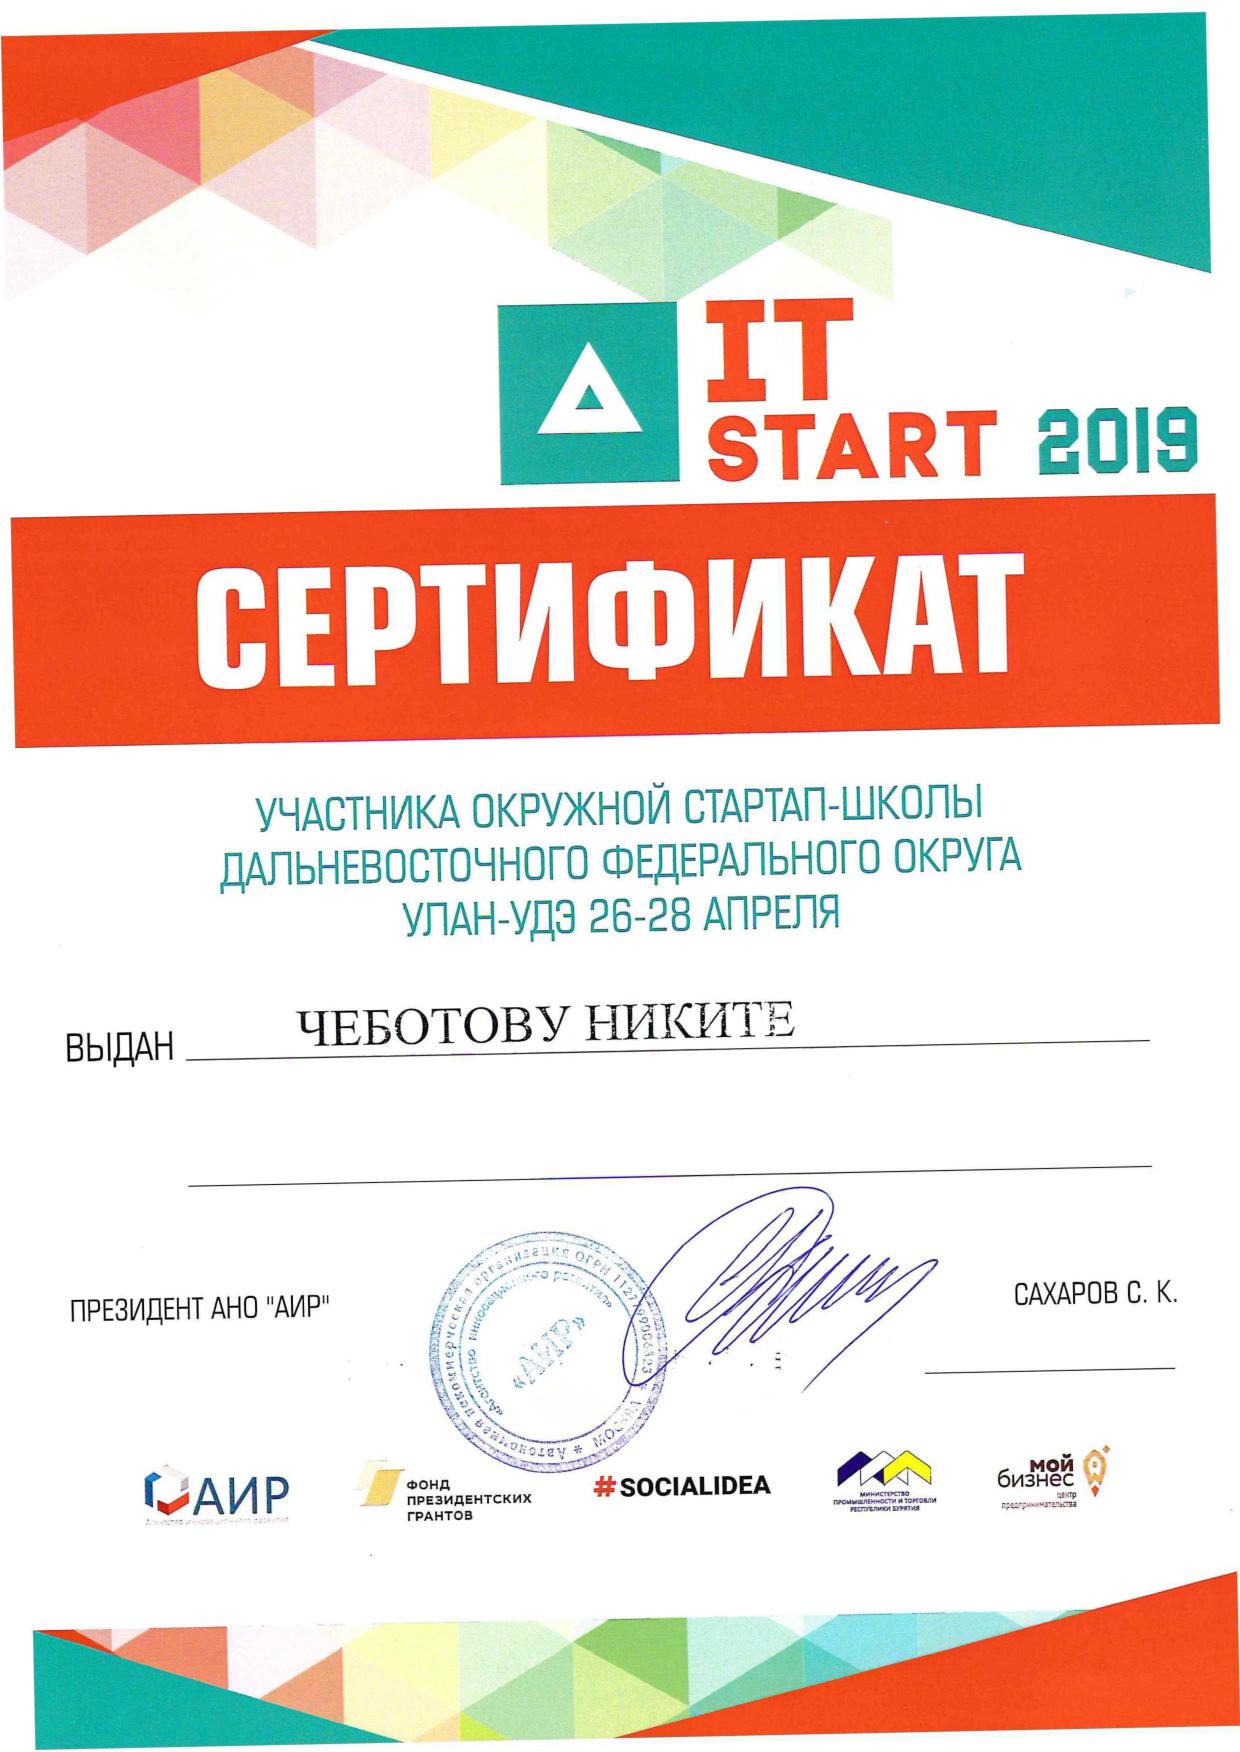 IT
START 2019
СЕРТИФИКАТ
УЧАСТНИКА ОКРУЖНОЙ СТАРТАП-ШКОЛЫ
ДАЛЬНЕВОСТОЧНОГО ФЕДЕРАЛЬНОГО ОКРУГА
УЛАН-УДЭ 26-28 АПРЕЛЯ
ВЫДАН ЧЕБОТОВУ НИКИТЕ
ПРЕЗИДЕНТ АНО "АИР"
Автономная некоммерческая организация ОГРН 1127799006423 * МОСКВА *
«Агентство инновационного развития»
«АИР»
САХАРОВ С. К.
АИР
Агентство инновационного развития
ФОНД
ПРЕЗИДЕНТСКИХ
ГРАНТОВ
#SOCIALIDEA
МИНИСТЕРСТВО
ПРОМЫШЛЕННОСТИ И ТОРГОВЛИ
РЕСПУБЛИКИ БУРЯТИЯ
МОЙ
бизнес
центр
предпринимательства